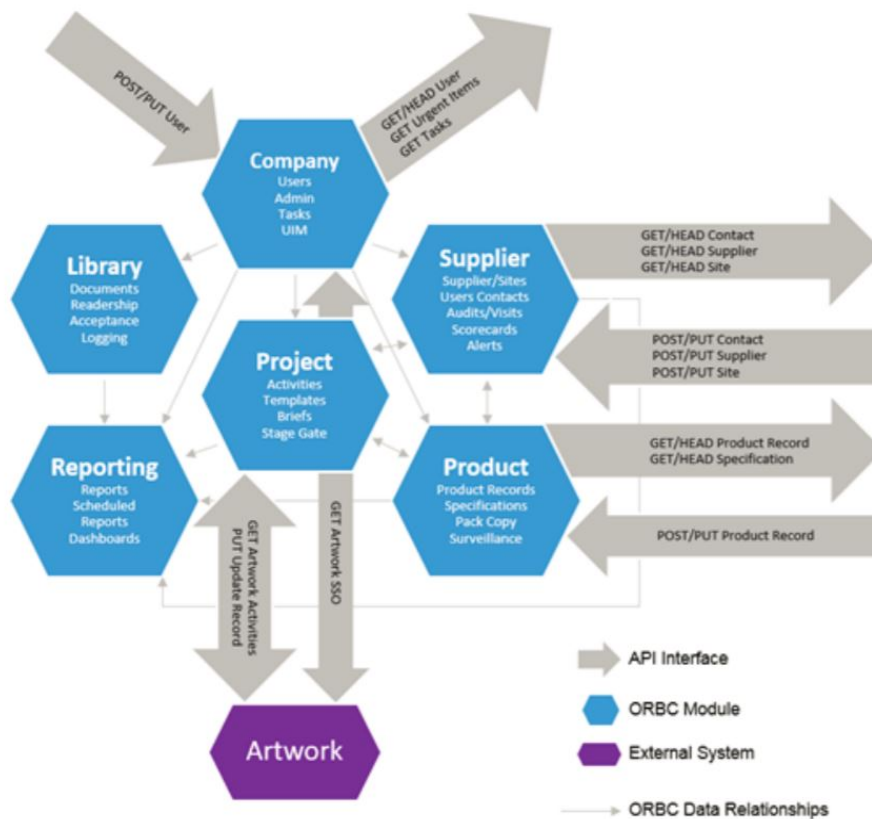 POST/PUT User
GET/HEAD User
GET Urgent Items
GET Tasks
Company
Users
Admin
Tasks
UIM
Library
Documents
Readership
Acceptance
Logging
Supplier
Supplier/Sites
Users Contacts
Audits/Visits
Scorecards
Alerts
GET/HEAD Contact
GET/HEAD Supplier
GET/HEAD Site
POST/PUT Contact
POST/PUT Supplier
POST/PUT Site
Project
Activities
Templates
Briefs
Stage Gate
Reporting
Reports
Scheduled
Reports
Dashboards
Product
Product Records
Specifications
Pack Copy
Surveillance
GET/HEAD Product Record
GET/HEAD Specification
POST/PUT Product Record
GET Artwork Activities
PUT Update Record
GET Artwork SSO
Artwork
API Interface
ORBC Module
External System
ORBC Data Relationships